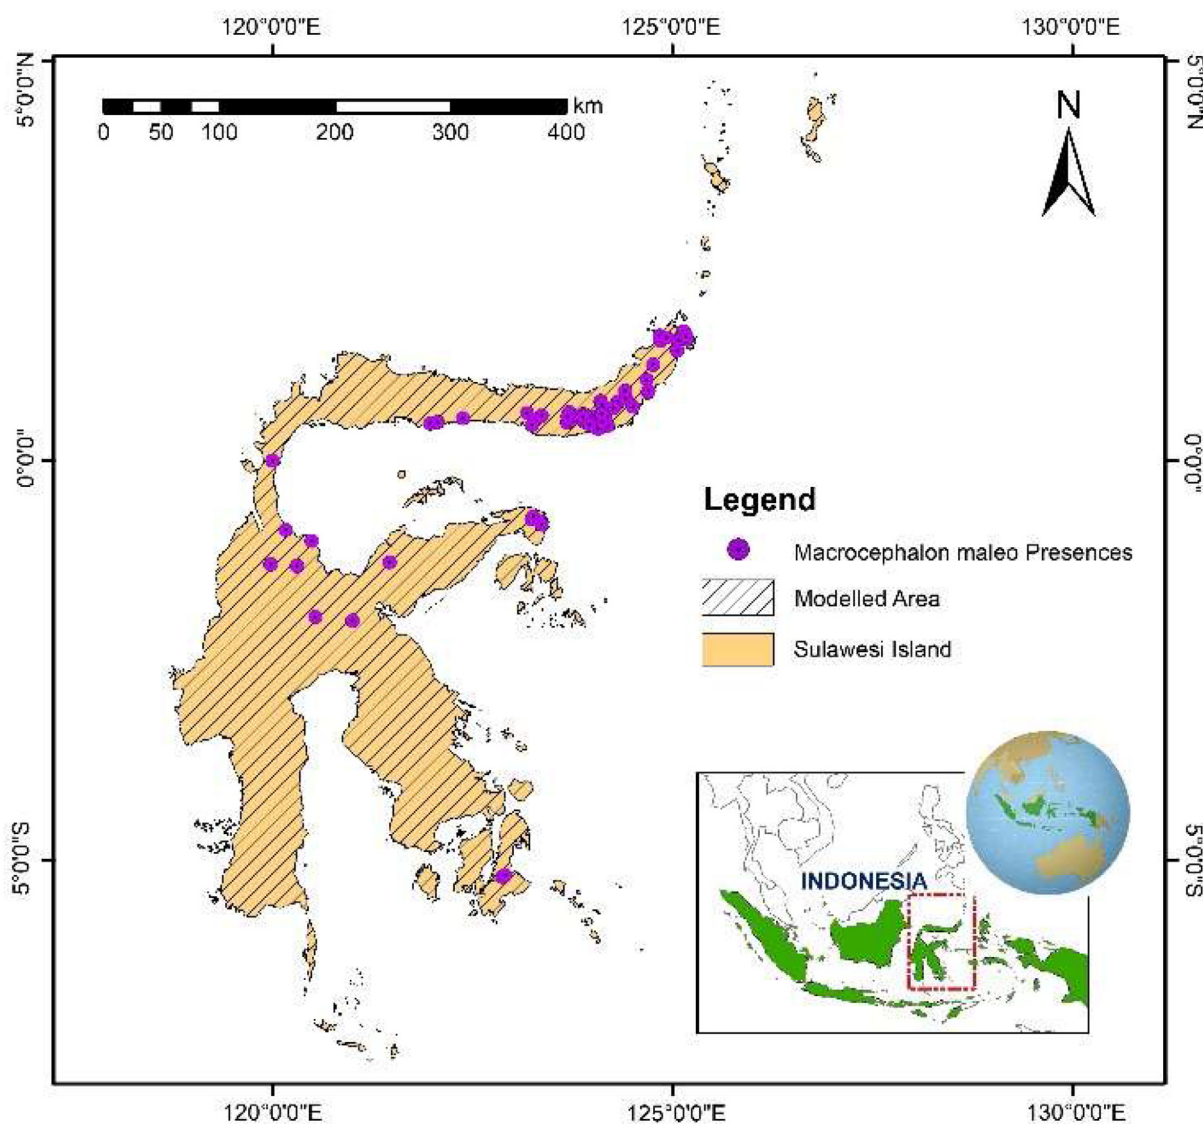 120°0'0"E 125°0'0"E 130°0'0"E
5°0'0"N 5°0'0"N
km
0 50 100 200 300 400
N
0°0'0" 0°0'0"
Legend
Macrocephalon maleo Presences
Modelled Area
Sulawesi Island
INDONESIA
5°0'0"S 5°0'0"S
120°0'0"E 125°0'0"E 130°0'0"E